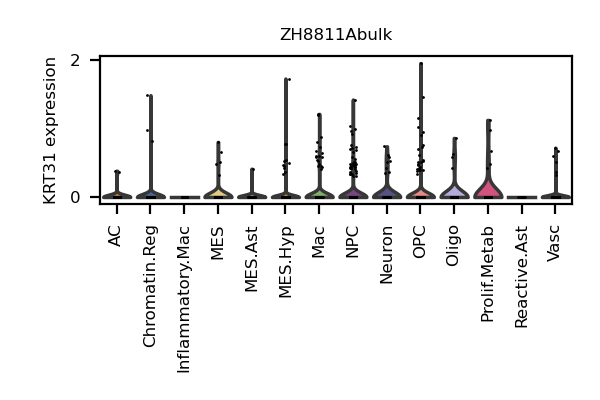 ZH8811Abulk
KRT31 expression
2
0
AC
Chromatin.Reg
Inflammatory.Mac
MES
MES.Ast
MES.Hyp
Mac
NPC
Neuron
OPC
Oligo
Prolif.Metab
Reactive.Ast
Vasc